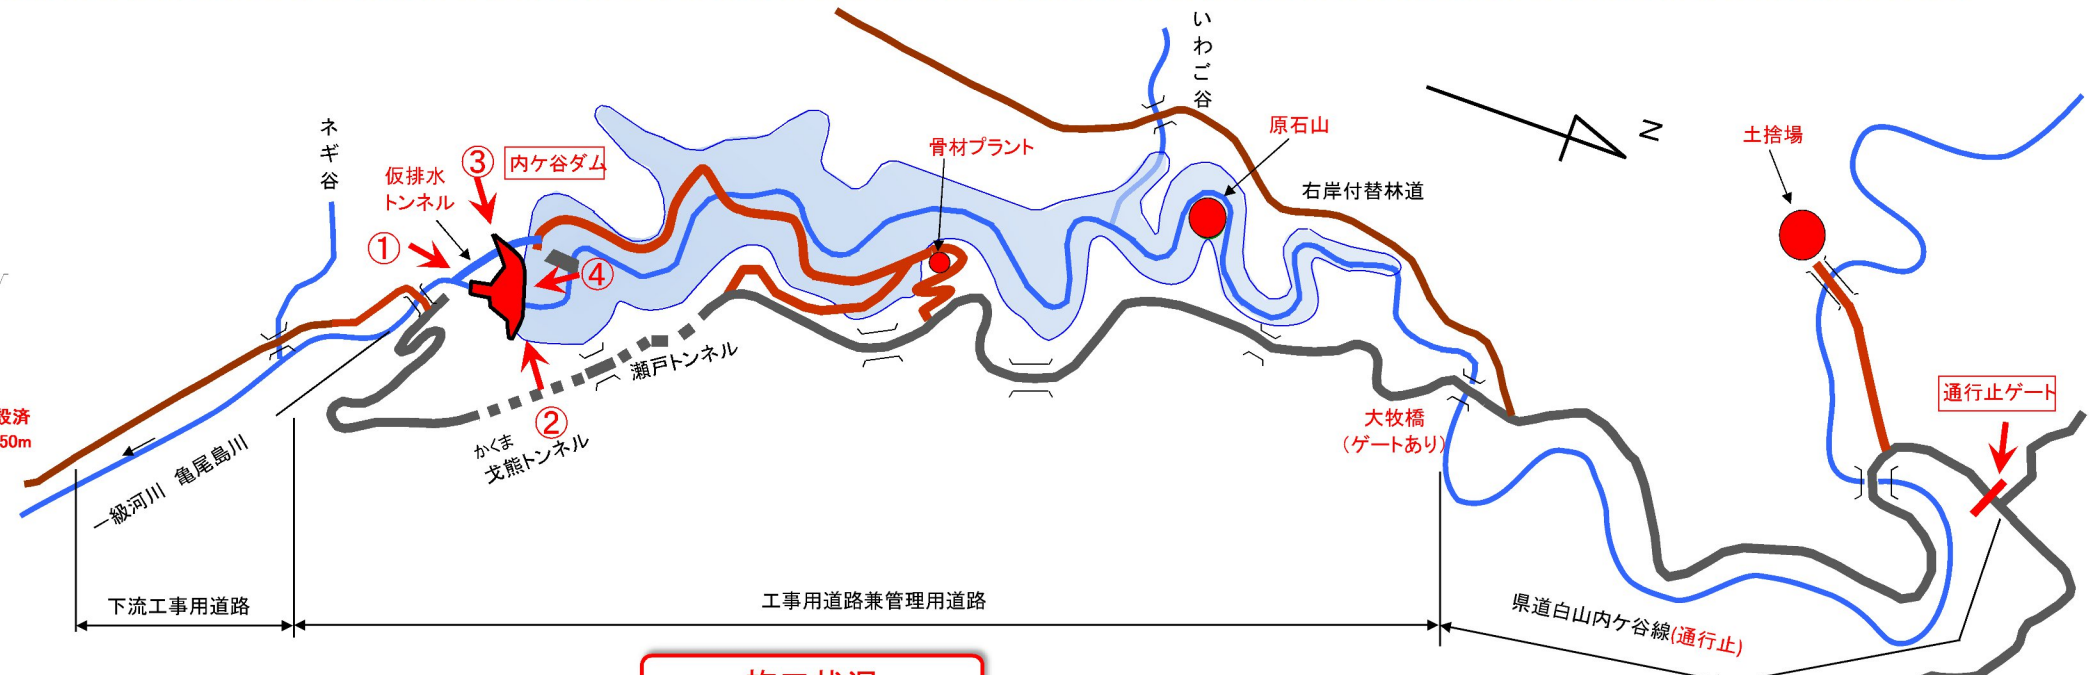 いわご谷
ネギ谷
③
内ケ谷ダム
仮排水
トンネル
①
骨材プラント
原石山
N
土捨場
右岸付替林道
④
瀬戸トンネル
②
かくま
戈熊トンネル
設済
50m
一級河川 亀尾島川
大牧橋
(ゲートあり)
通行止ゲート
下流工事用道路
工事用道路兼管理用道路
県道白山内ケ谷線(通行止)